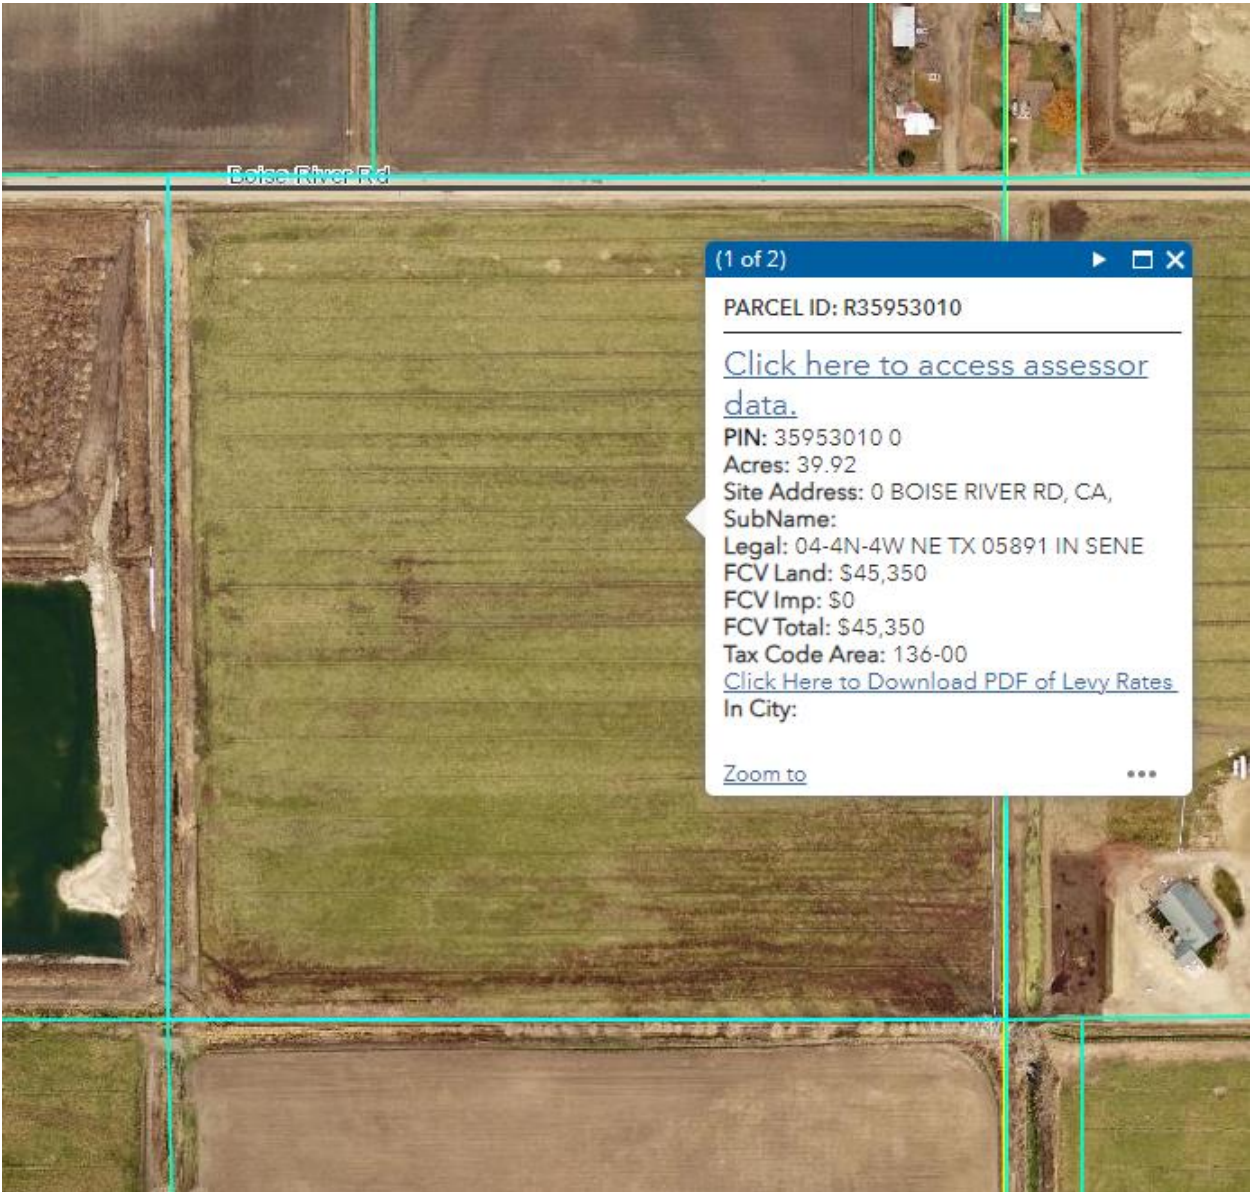 Boise River Rd
(1 of 2)
PARCEL ID: R35953010
Click here to access assessor
data.
PIN: 35953010 0
Acres: 39.92
Site Address: 0 BOISE RIVER RD, CA,
SubName:
Legal: 04-4N-4W NE TX 05891 IN SENE
FCV Land: $45,350
FCV Imp: $0
FCV Total: $45,350
Tax Code Area: 136-00
Click Here to Download PDF of Levy Rates
In City:
Zoom to